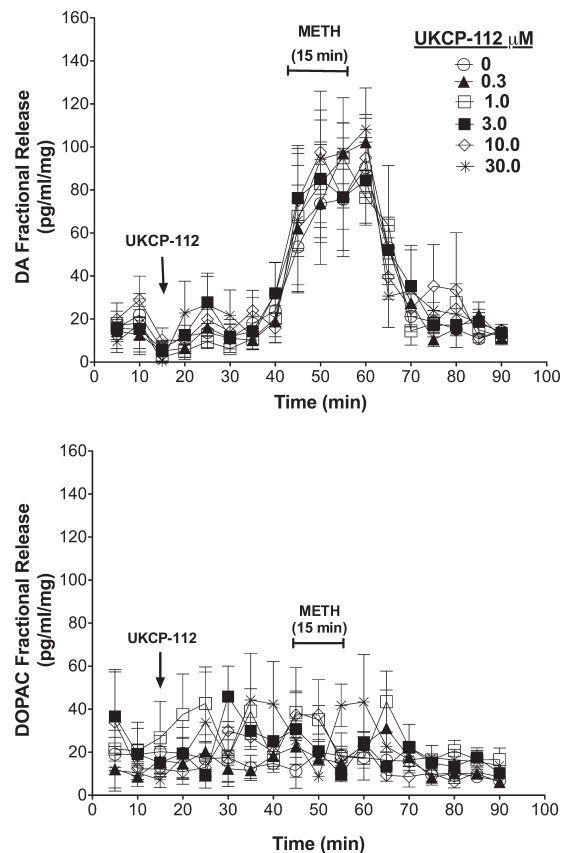 METH
(15 min)
UKCP-112 µM
0
0.3
1.0
3.0
10.0
30.0
UKCP-112
160
140
120
100
80
60
40
20
0
DA Fractional Release
(pg/ml/mg)
0 10 20 30 40 50 60 70 80 90 100
Time (min)
160
140
120
100
80
60
40
20
0
DOPAC Fractional Release
(pg/ml/mg)
UKCP-112
METH
(15 min)
0 10 20 30 40 50 60 70 80 90 100
Time (min)